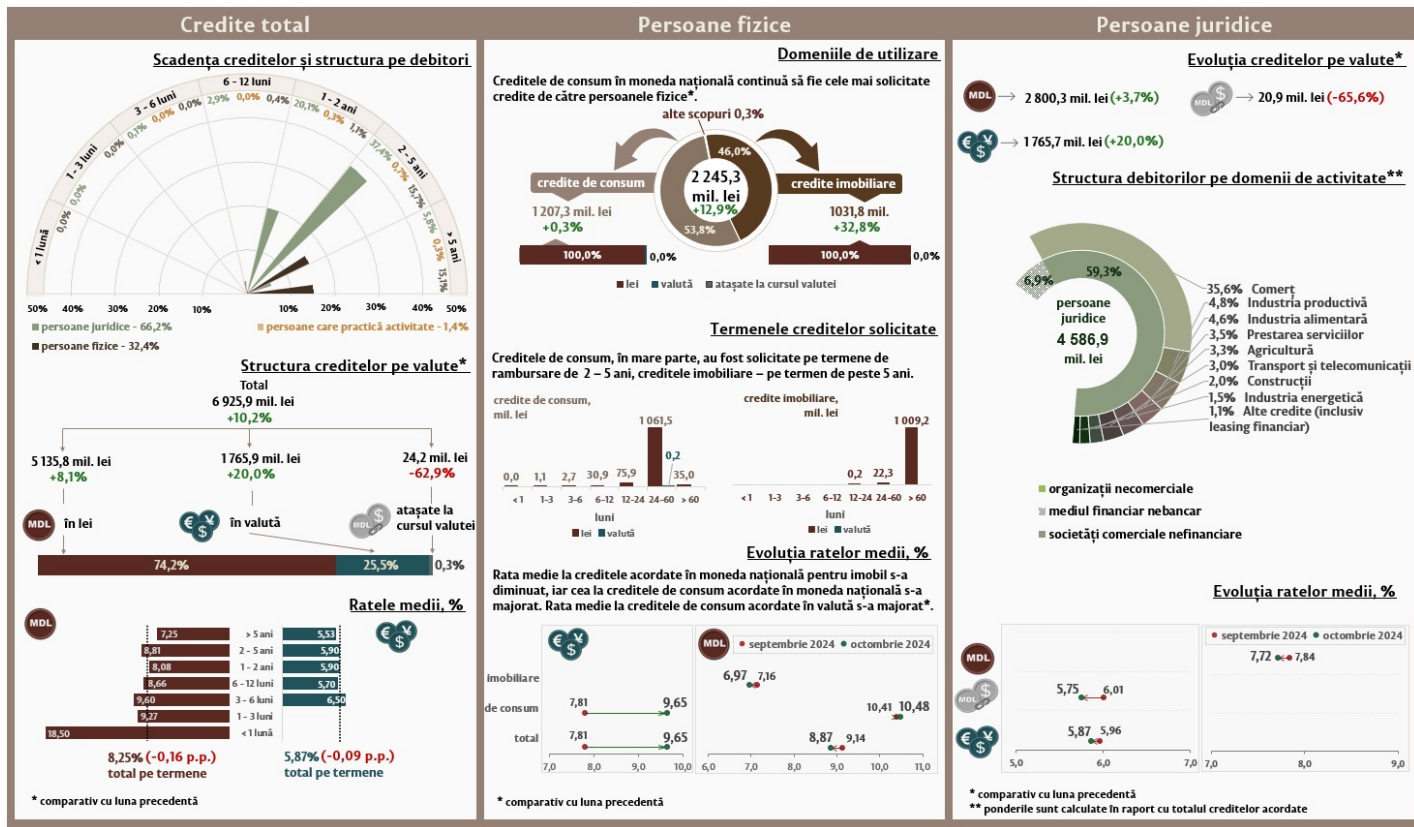 Credite total
Scadența creditelor și structura pe debitori
< 1 lună
1 - 3 luni
3 - 6 luni
6 - 12 luni
1 - 2 ani
2 - 5 ani
> 5 ani
0,0% 0,0%
0,0% 0,1% 0,0%
0,0% 2,9% 0,0% 0,4%
20,1% 0,3% 1,1%
37,4% 0,7% 15,7%
5,8% 0,3% 15,1%
50% 40% 30% 20% 10% 10% 20% 30% 40% 50%
persoane juridice - 66,2%
persoane care practică activitate - 1,4%
persoane fizice - 32,4%
Structura creditelor pe valute*
Total
6 925,9 mil. lei
+10,2%
5 135,8 mil. lei
+8,1%
1 765,9 mil. lei
+20,0%
24,2 mil. lei
-62,9%
MDL în lei
€ ¥ $ în valută
MDL $ atașate la
cursul valutei
74,2% 25,5% 0,3%
Ratele medii, %
MDL
€ ¥ $
7,25 > 5 ani 5,53
8,81 2 - 5 ani 5,90
8,08 1 - 2 ani 5,90
8,66 6 - 12 luni 5,70
9,60 3 - 6 luni 6,50
9,27 1 - 3 luni
18,50 < 1 lună
8,25% (-0,16 p.p.)
total pe termene
5,87% (-0,09 p.p.)
total pe termene
* comparativ cu luna precedentă
Persoane fizice
Domeniile de utilizare
Creditele de consum în moneda națională continuă să fie cele mai solicitate
credite de către persoanele fizice*.
alte scopuri 0,3%
46,0%
2 245,3
mil. lei
+12,9%
53,8%
credite de consum
1 207,3 mil. lei
+0,3%
100,0% 0,0%
credite imobiliare
1031,8 mil.
+32,8%
100,0% 0,0%
lei valută atașate la cursul valutei
Termenele creditelor solicitate
Creditele de consum, în mare parte, au fost solicitate pe termene de
rambursare de 2 – 5 ani, creditele imobiliare – pe termen de peste 5 ani.
credite de consum,
mil. lei
0,0 1,1 2,7 30,9 75,9 1 061,5 0,2 35,0
< 1 1-3 3-6 6-12 12-24 24-60 > 60
luni
lei valută
credite imobiliare,
mil. lei
0,2 22,3 1 009,2
< 1 1-3 3-6 6-12 12-24 24-60 > 60
luni
lei valută
Evoluția ratelor medii, %
Rata medie la creditele acordate în moneda națională pentru imobil s-a
diminuat, iar cea la creditele de consum acordate în moneda națională s-a
majorat. Rata medie la creditele de consum acordate în valută s-a majorat*.
€ ¥ $
MDL septembrie 2024 octombrie 2024
imobiliare 6,97 7,16
de consum 7,81 9,65 10,41 10,48
total 7,81 9,65 8,87 9,14
7,0 8,0 9,0 10,0
6,0 7,0 8,0 9,0 10,0 11,0
* comparativ cu luna precedentă
Persoane juridice
Evoluția creditelor pe valute*
MDL 2 800,3 mil. lei (+3,7%)
MDL $ 20,9 mil. lei (-65,6%)
€ ¥ $ 1 765,7 mil. lei (+20,0%)
Structura debitorilor pe domenii de activitate**
6,9%
59,3%
persoane
juridice
4 586,9
mil. lei
35,6% Comerț
4,8% Industria productivă
4,6% Industria alimentară
3,5% Prestarea serviciilor
3,3% Agricultură
3,0% Transport și telecomunicații
2,0% Construcții
1,5% Industria energetică
1,1% Alte credite (inclusiv
leasing financiar)
organizații necomerciale
mediul financiar nebancar
societăți comerciale nefinanciare
Evoluția ratelor medii, %
septembrie 2024 octombrie 2024
MDL 7,72 7,84
MDL $ 5,75 6,01
€ ¥ $ 5,87 5,96
5,0 6,0 7,0
7,0 8,0 9,0
* comparativ cu luna precedentă
** ponderile sunt calculate în raport cu totalul creditelor acordate